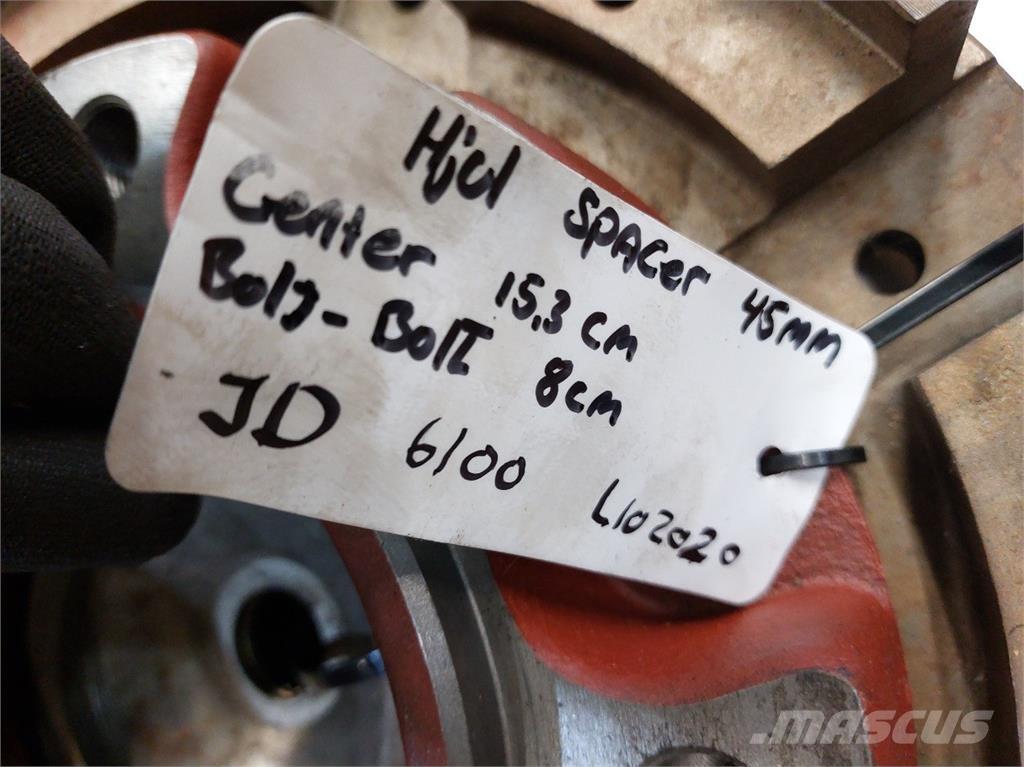 Hjul SPACer 45mm
Center 15,3 cm
Bolt-Bolt 8cm
JD 6100 L102020
MASCUS